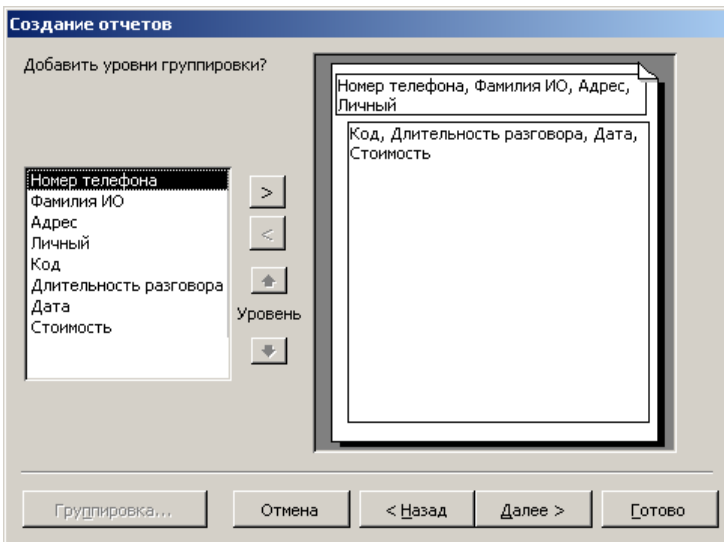 Создание отчетов
Добавить уровни группировки?
Номер телефона
Фамилия ИО
Адрес
Личный
Код
Длительность разговора
Дата
Стоимость
>
<
Уровень
Номер телефона, Фамилия ИО, Адрес,
Личный
Код, Длительность разговора, Дата,
Стоимость
Группировка...
Отмена
< Назад
Далее >
Готово